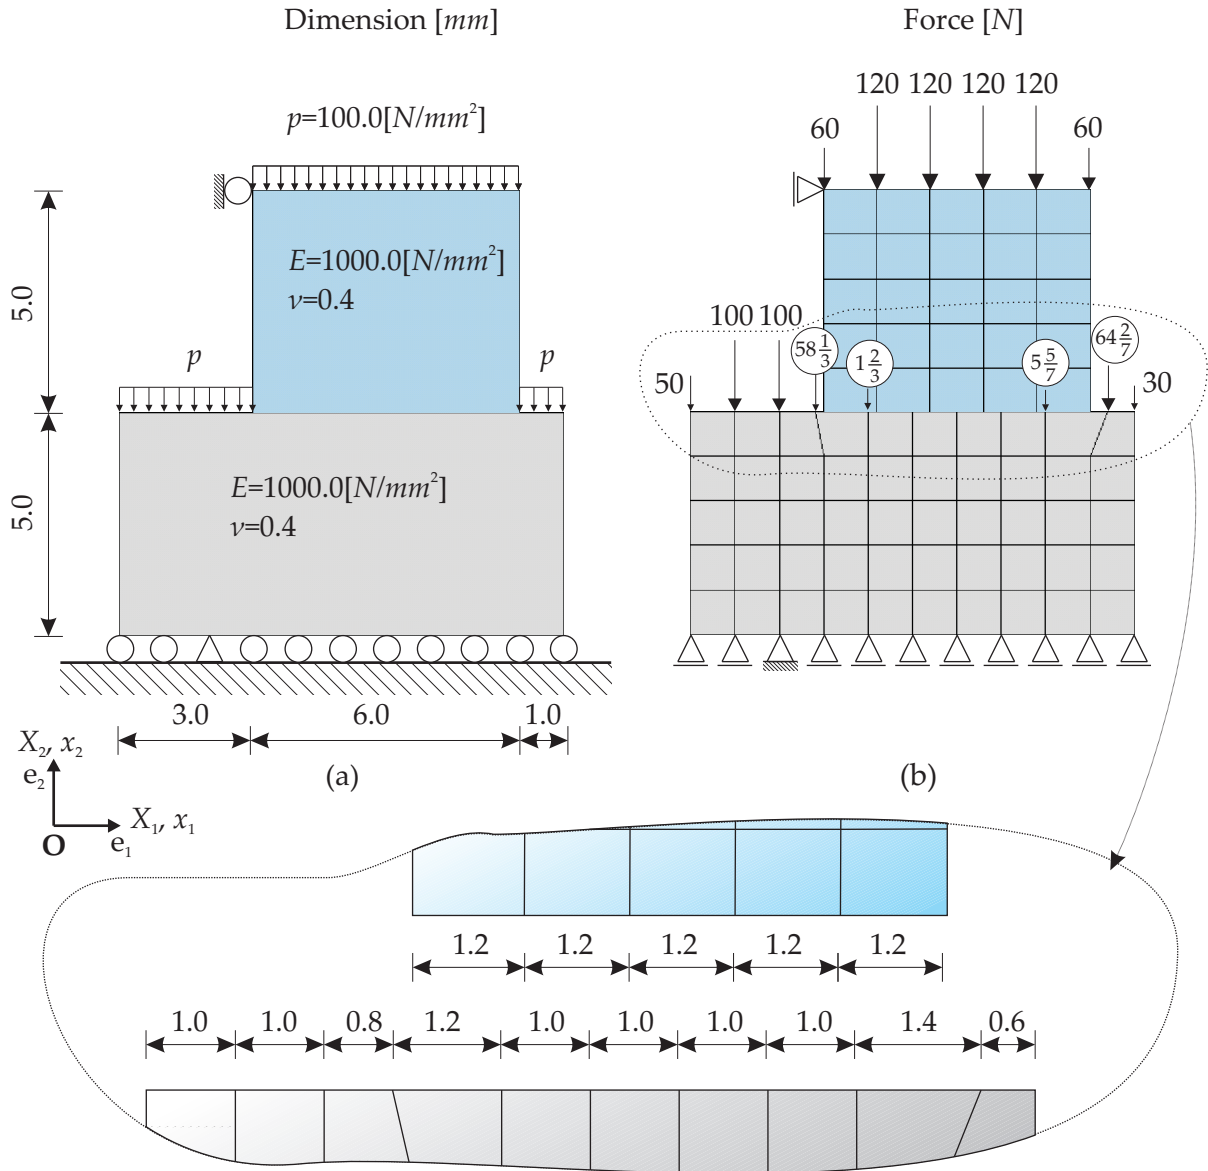 Dimension [mm]
Force [N]
p=100.0[N/mm²]
E=1000.0[N/mm²]
ν=0.4
5.0
p
p
E=1000.0[N/mm²]
ν=0.4
5.0
3.0
6.0
1.0
X₂, x₂
e₂
X₁, x₁
O
e₁
(a)
120 120 120 120
60
60
100 100
58 1/3
64 2/7
50
1 2/3
5 5/7
30
(b)
1.2 1.2 1.2 1.2 1.2
1.0 1.0 0.8 1.2 1.0 1.0 1.0 1.0 1.4 0.6